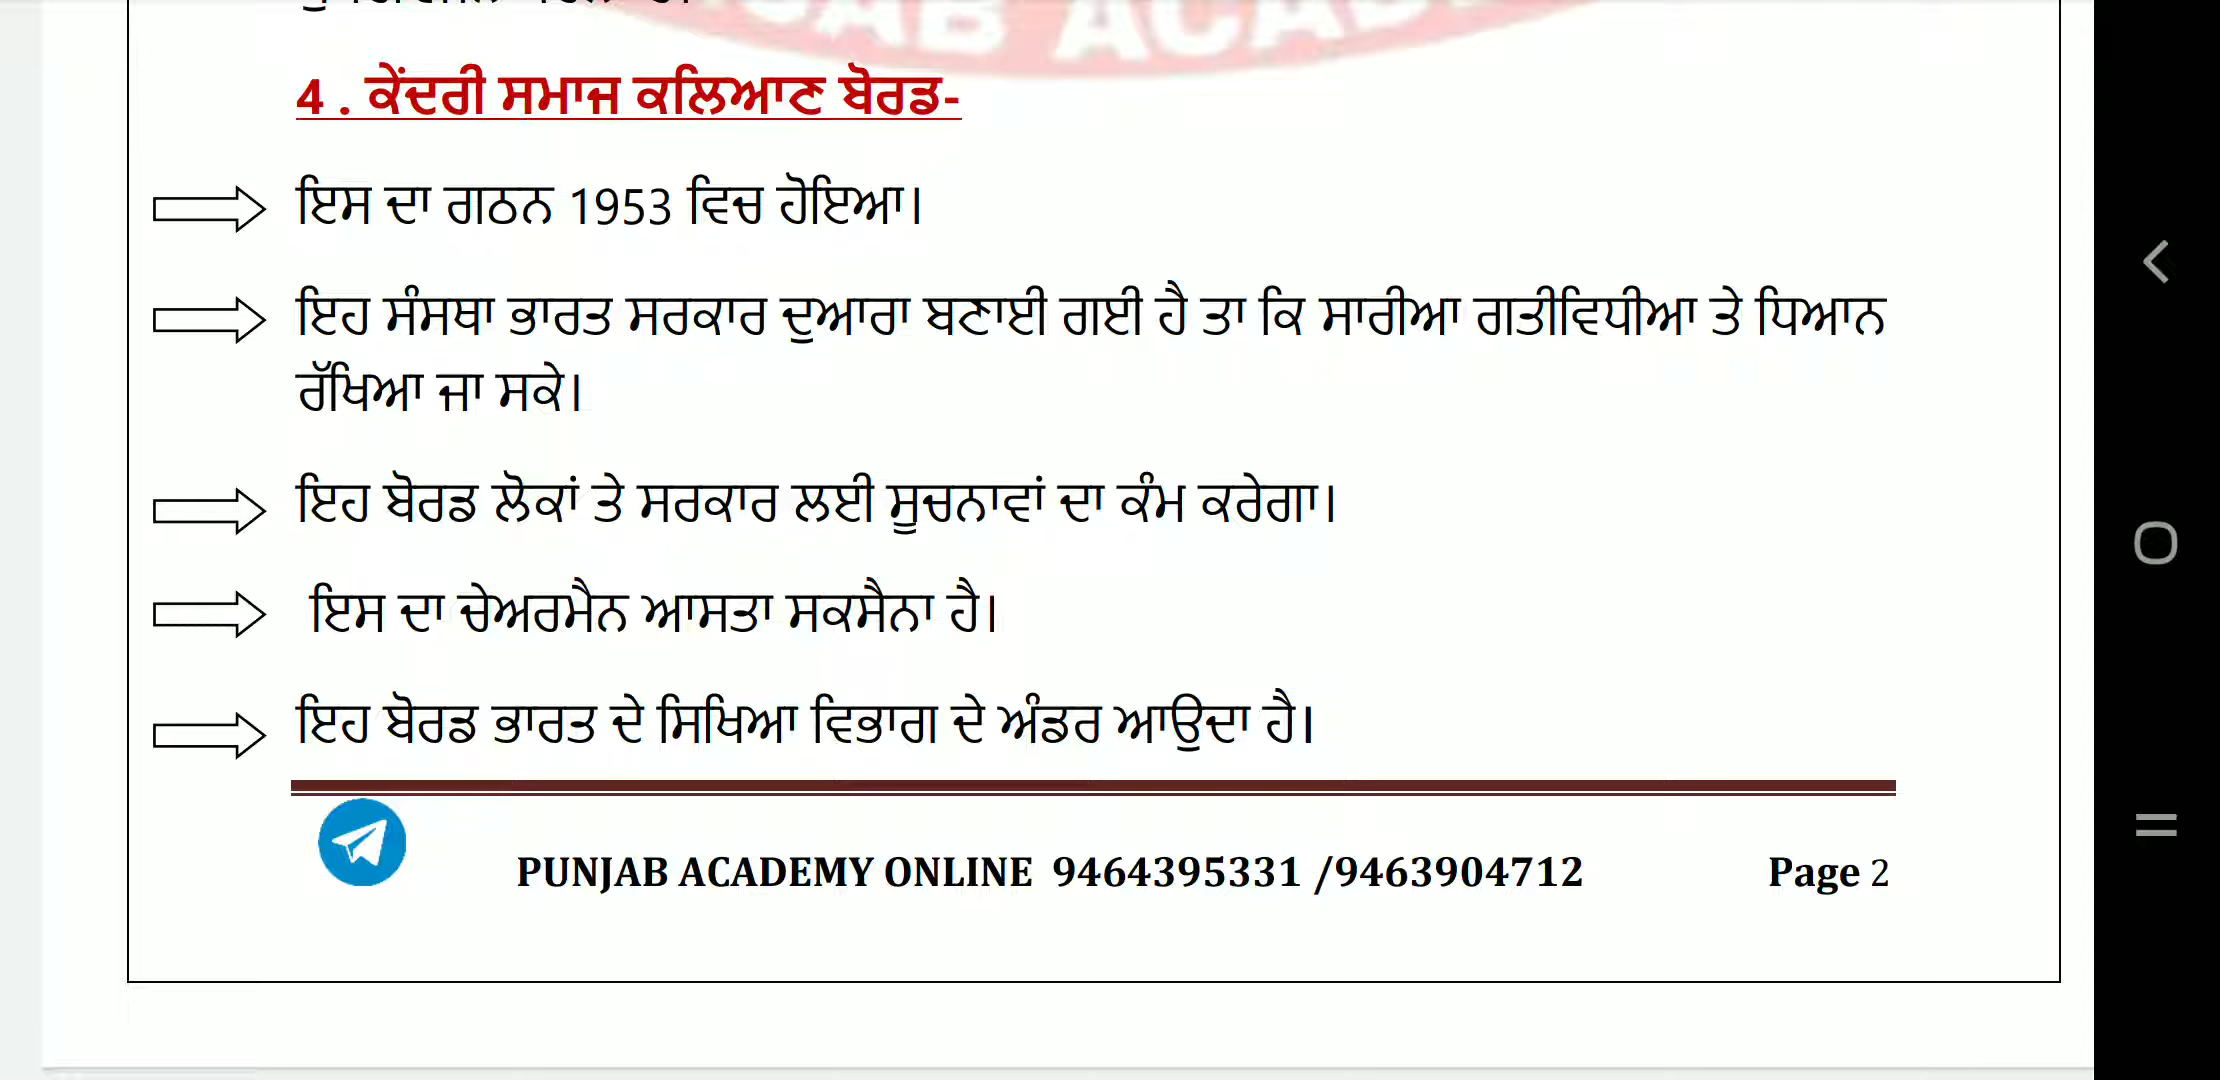 JAB ACAD
4 . ਕੇਂਦਰੀ ਸਮਾਜ ਕਲਿਆਣ ਬੋਰਡ-
ਇਸ ਦਾ ਗਠਨ 1953 ਵਿਚ ਹੋਇਆ।
ਇਹ ਸੰਸਥਾ ਭਾਰਤ ਸਰਕਾਰ ਦੁਆਰਾ ਬਣਾਈ ਗਈ ਹੈ ਤਾ ਕਿ ਸਾਰੀਆ ਗਤੀਵਿਧੀਆ ਤੇ ਧਿਆਨ
ਰੱਖਿਆ ਜਾ ਸਕੇ।
ਇਹ ਬੋਰਡ ਲੋਕਾਂ ਤੇ ਸਰਕਾਰ ਲਈ ਸੂਚਨਾਵਾਂ ਦਾ ਕੰਮ ਕਰੇਗਾ।
ਇਸ ਦਾ ਚੇਅਰਮੈਨ ਆਸਤਾ ਸਕਸੈਨਾ ਹੈ।
ਇਹ ਬੋਰਡ ਭਾਰਤ ਦੇ ਸਿਖਿਆ ਵਿਭਾਗ ਦੇ ਅੰਡਰ ਆਉਦਾ ਹੈ।
PUNJAB ACADEMY ONLINE 9464395331 /9463904712 Page 2